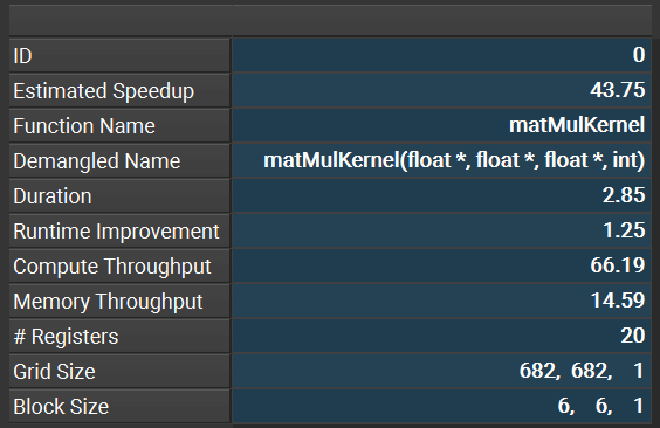 ID 0
Estimated Speedup 43.75
Function Name matMulKernel
Demangled Name matMulKernel(float *, float *, float *, int)
Duration 2.85
Runtime Improvement 1.25
Compute Throughput 66.19
Memory Throughput 14.59
# Registers 20
Grid Size 682, 682, 1
Block Size 6, 6, 1